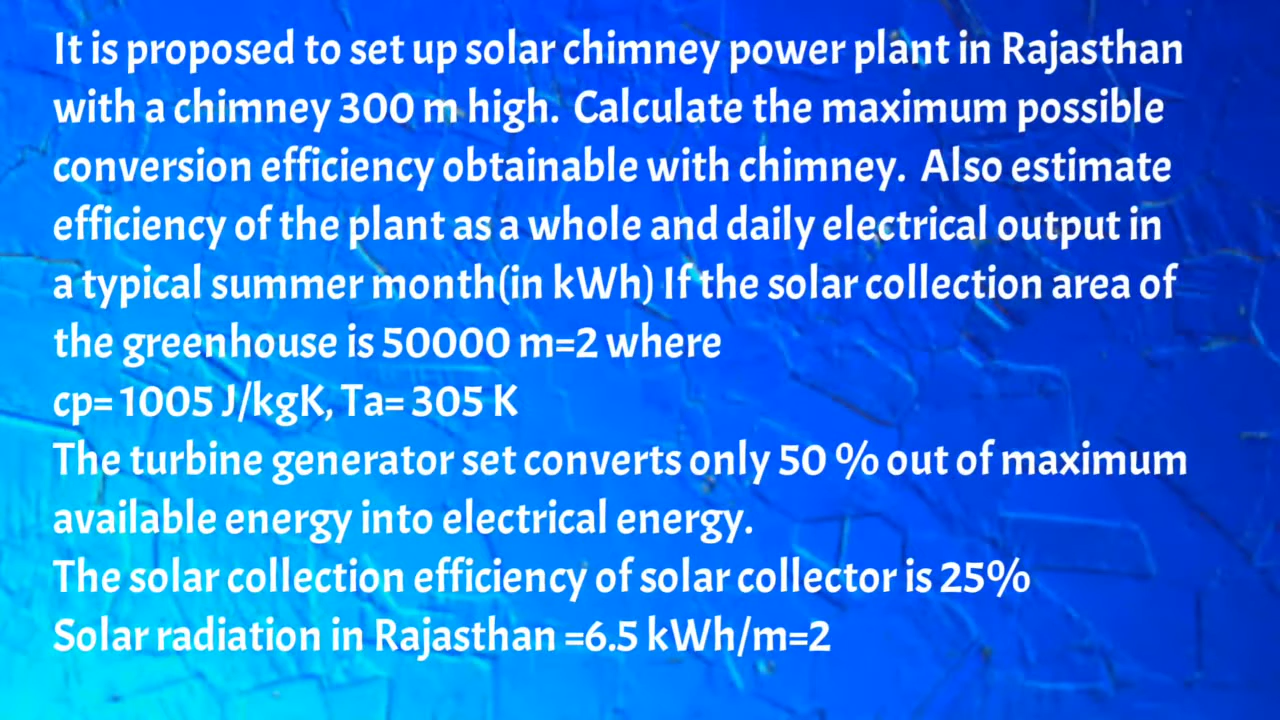 It is proposed to set up solar chimney power plant in Rajasthan
with a chimney 300 m high. Calculate the maximum possible
conversion efficiency obtainable with chimney. Also estimate
efficiency of the plant as a whole and daily electrical output in
a typical summer month(in kWh) If the solar collection area of
the greenhouse is 50000 m=2 where
cp= 1005 J/kgK, Ta= 305 K
The turbine generator set converts only 50 % out of maximum
available energy into electrical energy.
The solar collection efficiency of solar collector is 25%
Solar radiation in Rajasthan =6.5 kWh/m=2